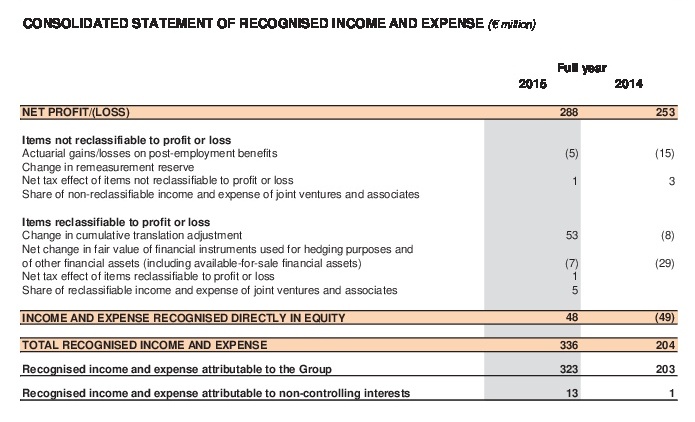 CONSOLIDATED STATEMENT OF RECOGNISED INCOME AND EXPENSE (€ million)
Full year
2015 2014
NET PROFIT/(LOSS) 288 253
Items not reclassifiable to profit or loss
Actuarial gains/losses on post-employment benefits (5) (15)
Change in remeasurement reserve
Net tax effect of items not reclassifiable to profit or loss 1 3
Share of non-reclassifiable income and expense of joint ventures and associates
Items reclassifiable to profit or loss
Change in cumulative translation adjustment 53 (8)
Net change in fair value of financial instruments used for hedging purposes and
of other financial assets (including available-for-sale financial assets) (7) (29)
Net tax effect of items reclassifiable to profit or loss 1
Share of reclassifiable income and expense of joint ventures and associates 5
INCOME AND EXPENSE RECOGNISED DIRECTLY IN EQUITY 48 (49)
TOTAL RECOGNISED INCOME AND EXPENSE 336 204
Recognised income and expense attributable to the Group 323 203
Recognised income and expense attributable to non-controlling interests 13 1